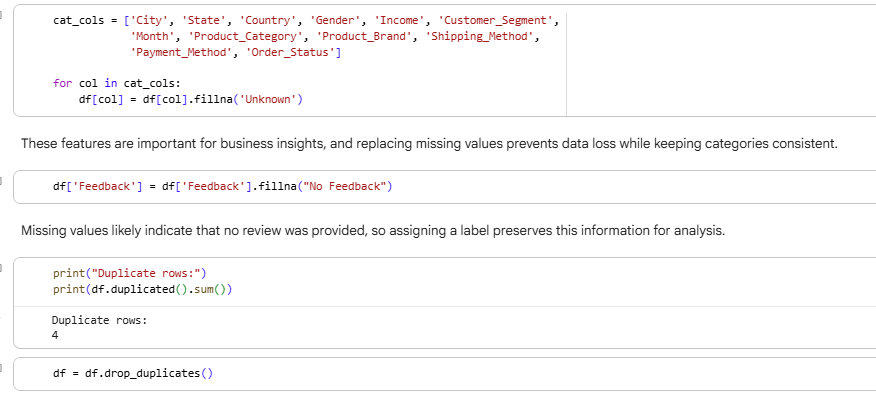 cat_cols = ['City', 'State', 'Country', 'Gender', 'Income', 'Customer_Segment',
'Month', 'Product_Category', 'Product_Brand', 'Shipping_Method',
'Payment_Method', 'Order_Status']
for col in cat_cols:
df[col] = df[col].fillna('Unknown')
These features are important for business insights, and replacing missing values prevents data loss while keeping categories consistent.
df['Feedback'] = df['Feedback'].fillna("No Feedback")
Missing values likely indicate that no review was provided, so assigning a label preserves this information for analysis.
print("Duplicate rows:")
print(df.duplicated().sum())
Duplicate rows:
4
df = df.drop_duplicates()